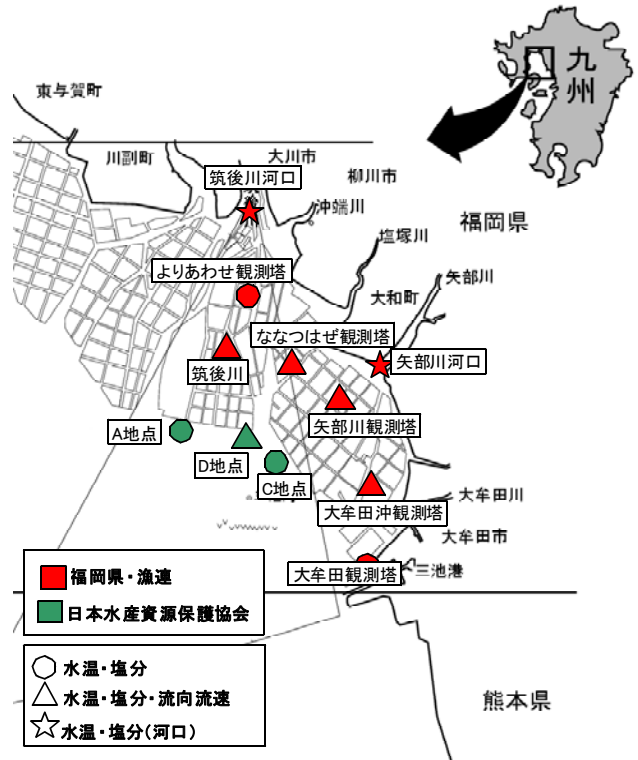 九州
東与賀町
川副町
大川市
筑後川河口
柳川市
沖端川
福岡県
塩塚川
よりあわせ観測塔
大和町
矢部川
ななつはぜ観測塔
矢部川河口
筑後川
矢部川観測塔
A地点
D地点
C地点
大牟田川
大牟田沖観測塔
大牟田市
大牟田観測塔
三池港
福岡県・漁連
日本水産資源保護協会
水温・塩分
水温・塩分・流向流速
水温・塩分(河口)
熊本県